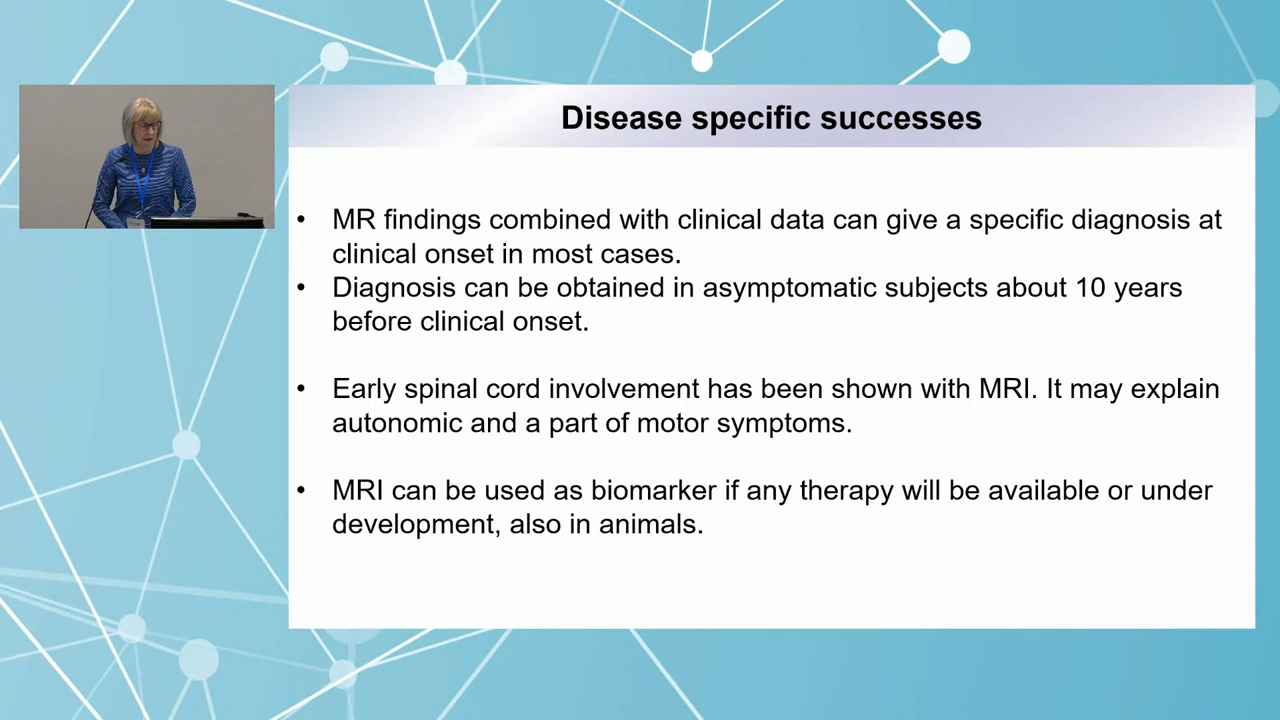 Disease specific successes
• MR findings combined with clinical data can give a specific diagnosis at
clinical onset in most cases.
• Diagnosis can be obtained in asymptomatic subjects about 10 years
before clinical onset.
• Early spinal cord involvement has been shown with MRI. It may explain
autonomic and a part of motor symptoms.
• MRI can be used as biomarker if any therapy will be available or under
development, also in animals.